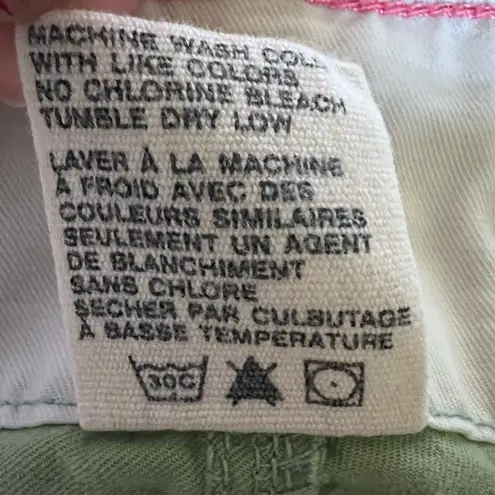 MACHINE WASH COL
WITH LIKE COLORS
NO CHLORINE BLEACH
TUMBLE DRY LOW
LAVER À LA MACHINE
À FROID AVEC DES
COULEURS SIMILAIRES
SEULEMENT UN AGENT
DE BLANCHIMENT
SANS CHLORE
SECHER PAR CULBUTAGE
À BASSE TEMPERATURE
30C